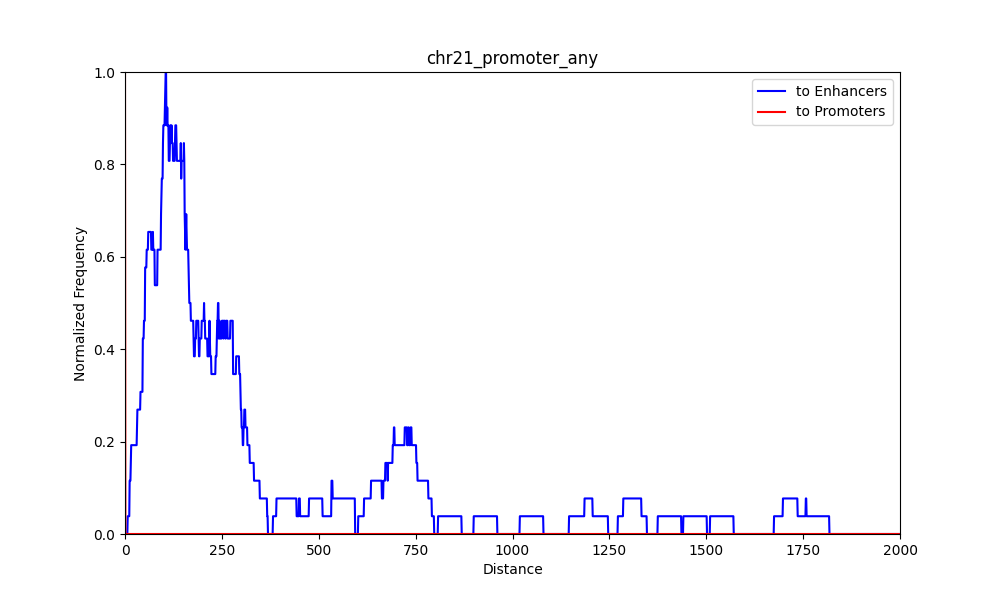 chr21_promoter_any
to Enhancers
to Promoters
1.0
0.8
0.6
0.4
0.2
0.0
Normalized Frequency
0 250 500 750 1000 1250 1500 1750 2000
Distance